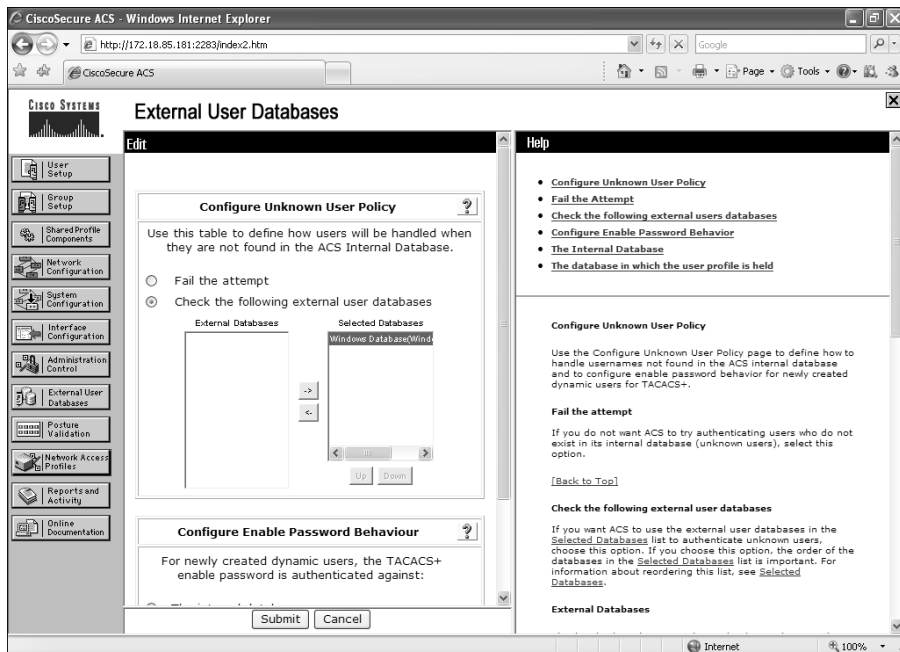 CiscoSecure ACS - Windows Internet Explorer
http://172.18.85.181:2283/index2.htm
Google
CiscoSecure ACS
Page
Tools
CISCO SYSTEMS
External User Databases
Edit
User
Setup
Group
Setup
Shared Profile
Components
Network
Configuration
System
Configuration
Interface
Configuration
Administration
Control
External User
Databases
Posture
Validation
Network Access
Profiles
Reports and
Activity
Online
Documentation
Configure Unknown User Policy
?
Use this table to define how users will be handled when
they are not found in the ACS Internal Database.
Fail the attempt
Check the following external user databases
External Databases
Selected Databases
Windows Database(Wind
->
<-
Up
Down
Configure Enable Password Behaviour
?
For newly created dynamic users, the TACACS+
enable password is authenticated against:
Submit
Cancel
Help
• Configure Unknown User Policy
• Fail the Attempt
• Check the following external users databases
• Configure Enable Password Behavior
• The Internal Database
• The database in which the user profile is held
Configure Unknown User Policy
Use the Configure Unknown User Policy page to define how to
handle usernames not found in the ACS internal database
and to configure enable password behavior for newly created
dynamic users for TACACS+.
Fail the attempt
If you do not want ACS to try authenticating users who do not
exist in its internal database (unknown users), select this
option.
[Back to Top]
Check the following external user databases
If you want ACS to use the external user databases in the
Selected Databases list to authenticate unknown users,
choose this option. If you choose this option, the order of the
databases in the Selected Databases list is important. For
information about reordering this list, see Selected
Databases.
External Databases
Internet
100%